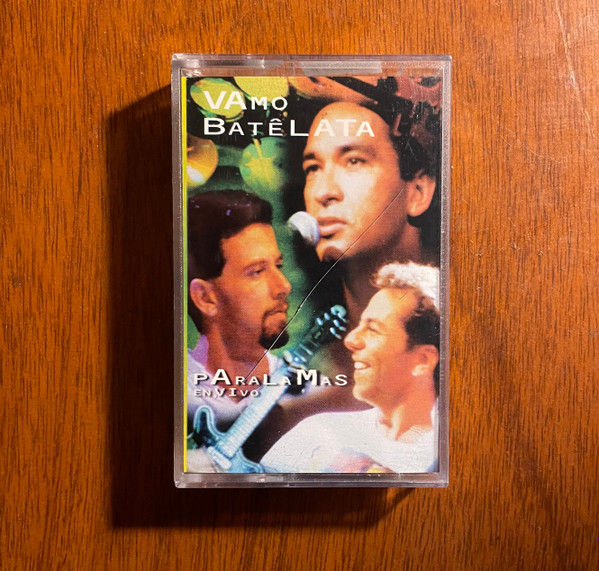 VAMO
BATÊLATA
PARALAMAS
EN VIVO